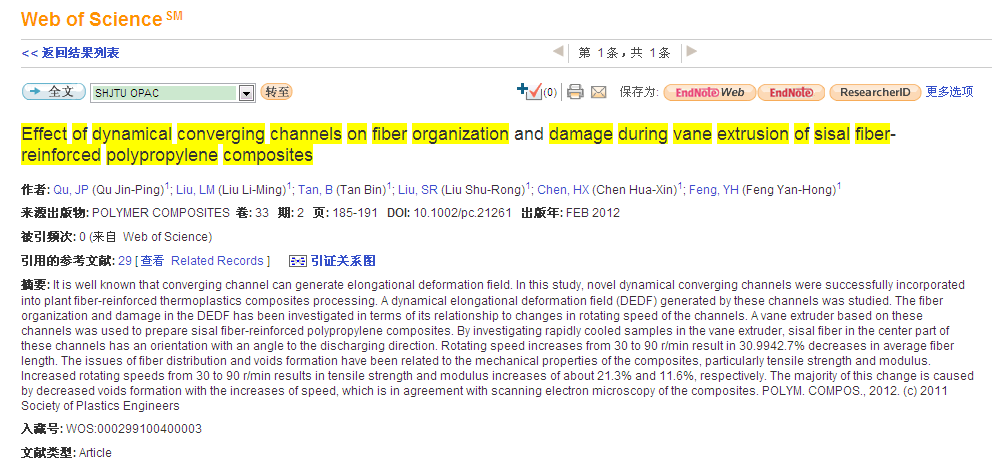 Web of Science SM
<< 返回结果列表 第 1条，共 1条
全文 SHJTU OPAC 转至 (0) 保存为: EndNote Web EndNote ResearcherID 更多选项
Effect of dynamical converging channels on fiber organization and damage during vane extrusion of sisal fiber-
reinforced polypropylene composites
作者: Qu, JP (Qu Jin-Ping)1; Liu, LM (Liu Li-Ming)1; Tan, B (Tan Bin)1; Liu, SR (Liu Shu-Rong)1; Chen, HX (Chen Hua-Xin)1; Feng, YH (Feng Yan-Hong)1
来源出版物: POLYMER COMPOSITES 卷: 33 期: 2 页: 185-191 DOI: 10.1002/pc.21261 出版年: FEB 2012
被引频次: 0 (来自 Web of Science)
引用的参考文献: 29 [ 查看 Related Records ] 引证关系图
摘要: It is well known that converging channel can generate elongational deformation field. In this study, novel dynamical converging channels were successfully incorporated
into plant fiber-reinforced thermoplastics composites processing. A dynamical elongational deformation field (DEDF) generated by these channels was studied. The fiber
organization and damage in the DEDF has been investigated in terms of its relationship to changes in rotating speed of the channels. A vane extruder based on these
channels was used to prepare sisal fiber-reinforced polypropylene composites. By investigating rapidly cooled samples in the vane extruder, sisal fiber in the center part of
these channels has an orientation with an angle to the discharging direction. Rotating speed increases from 30 to 90 r/min result in 30.9942.7% decreases in average fiber
length. The issues of fiber distribution and voids formation have been related to the mechanical properties of the composites, particularly tensile strength and modulus.
Increased rotating speeds from 30 to 90 r/min results in tensile strength and modulus increases of about 21.3% and 11.6%, respectively. The majority of this change is caused
by decreased voids formation with the increases of speed, which is in agreement with scanning electron microscopy of the composites. POLYM. COMPOS., 2012. (c) 2011
Society of Plastics Engineers
入藏号: WOS:000299100400003
文献类型: Article